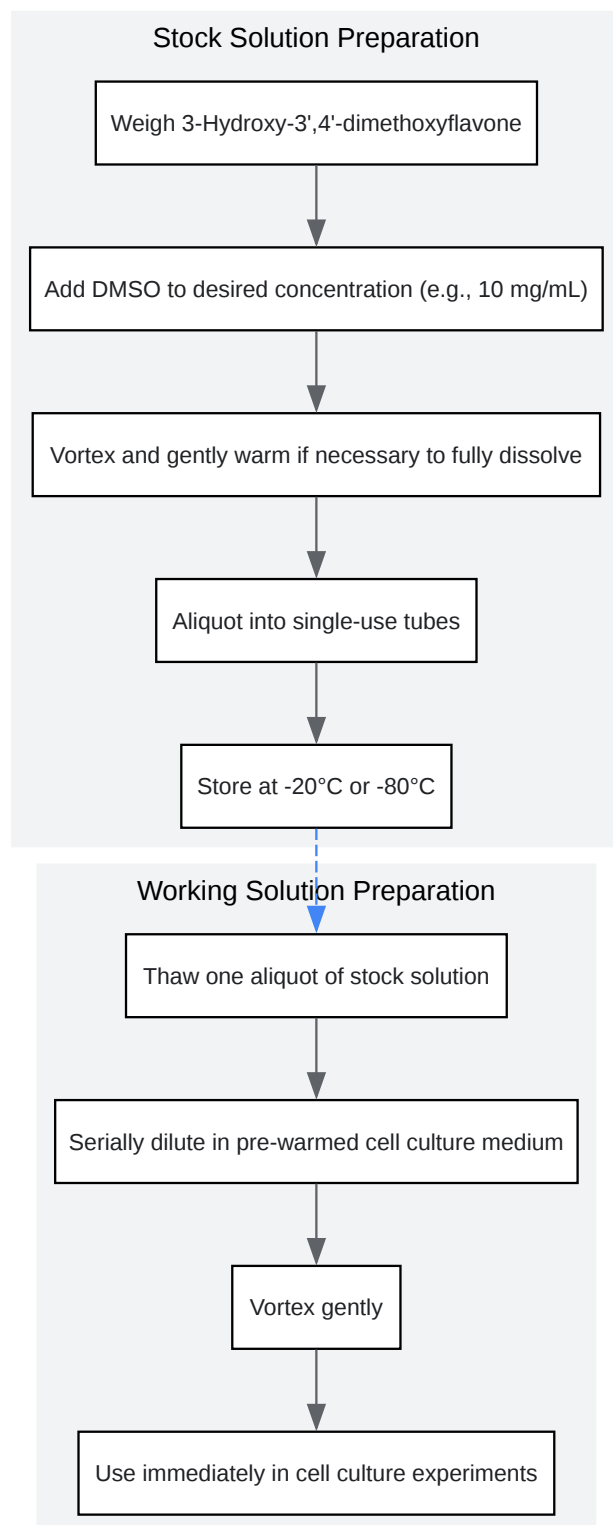 Stock Solution Preparation
Weigh 3-Hydroxy-3',4'-dimethoxyflavone
Add DMSO to desired concentration (e.g., 10 mg/mL)
Vortex and gently warm if necessary to fully dissolve
Aliquot into single-use tubes
Store at -20°C or -80°C
Working Solution Preparation
Thaw one aliquot of stock solution
Serially dilute in pre-warmed cell culture medium
Vortex gently
Use immediately in cell culture experiments